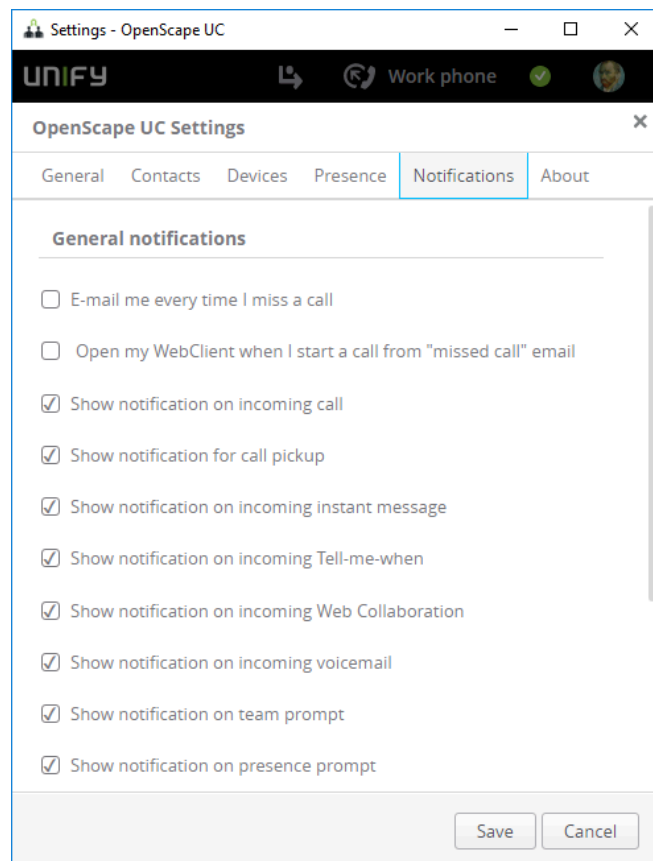 Settings - OpenScape UC
UNIFY Work phone
OpenScape UC Settings
General Contacts Devices Presence Notifications About
General notifications
E-mail me every time I miss a call
Open my WebClient when I start a call from "missed call" email
Show notification on incoming call
Show notification for call pickup
Show notification on incoming instant message
Show notification on incoming Tell-me-when
Show notification on incoming Web Collaboration
Show notification on incoming voicemail
Show notification on team prompt
Show notification on presence prompt
Save Cancel